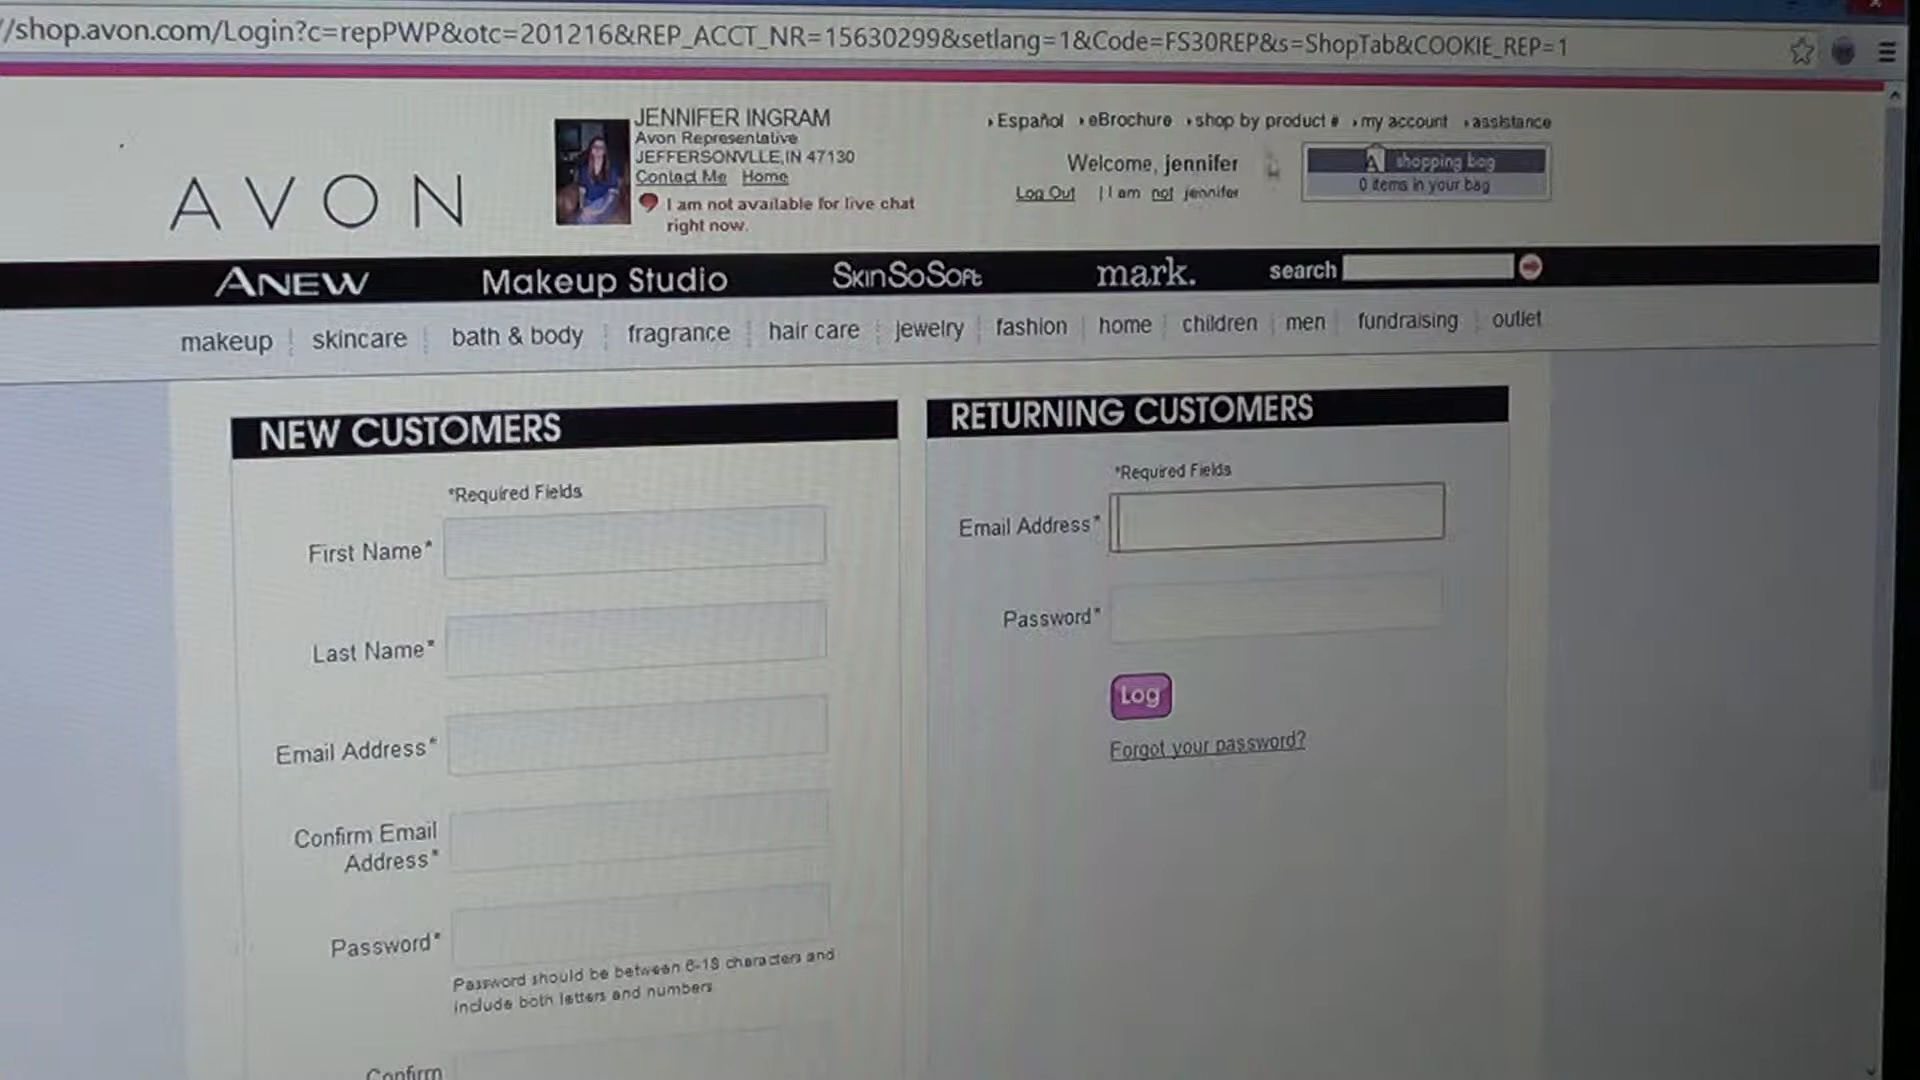 //shop.avon.com/Login?c=repPWP&otc=201216&REP_ACCT_NR=15630299&setlang=1&Code=FS30REP&s=ShopTab&COOKIE_REP=1
JENNIFER INGRAM
Avon Representative
JEFFERSONVLLE,IN 47130
Contact Me Home
I am not available for live chat
right now.
Español eBrochure shop by product # my account assistance
Welcome, jennifer
Log Out | I am not jennifer
A shopping bag
0 items in your bag
AVON
ANEW Makeup Studio SKINSOSOFT mark. search
makeup skincare bath & body fragrance hair care jewelry fashion home children men fundraising outlet
NEW CUSTOMERS
*Required Fields
First Name*
Last Name*
Email Address*
Confirm Email
Address*
Password*
Password should be between 6-18 characters and
include both letters and numbers
Confirm
RETURNING CUSTOMERS
*Required Fields
Email Address*
Password*
Log
Forgot your password?